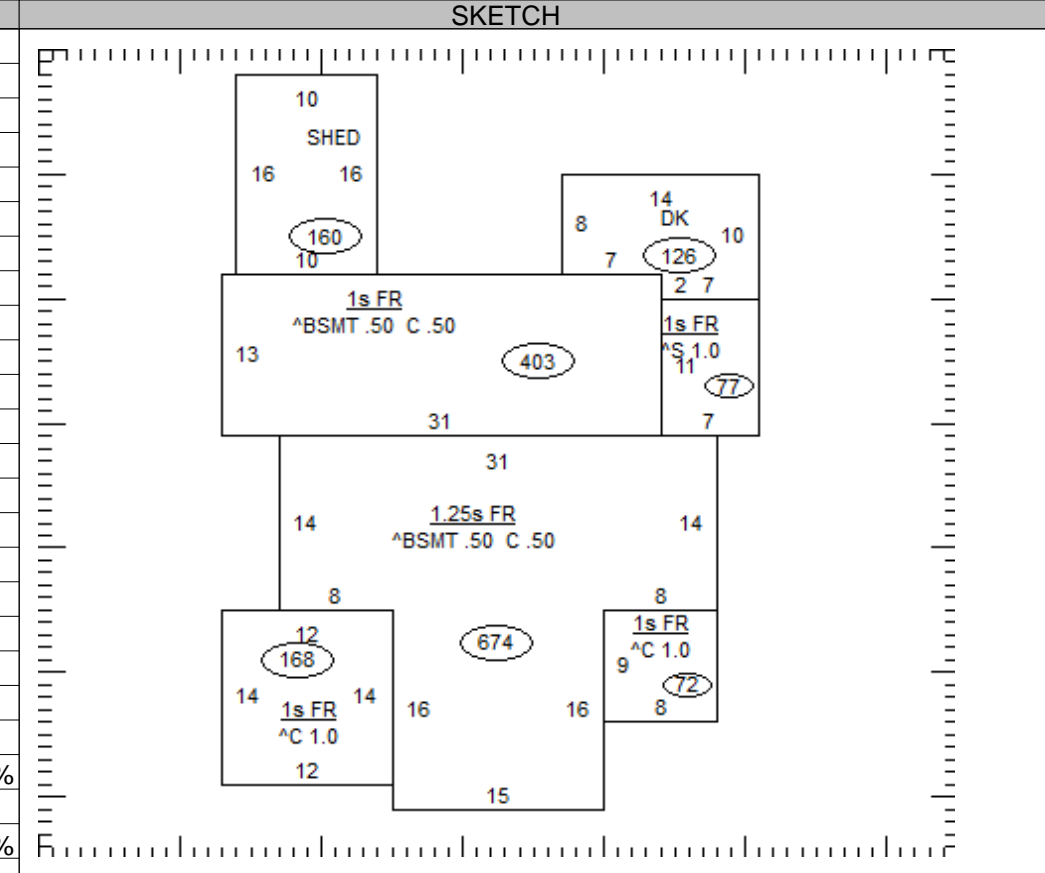 SKETCH
10
SHED
16 16
160
10
14
DK
8
10
126
7
2 7
1s FR
^BSMT .50 C .50
13
403
31
1s FR
^S 1.0
11
77
7
31
1.25s FR
^BSMT .50 C .50
14 14
8 8
674
12
168
14 14
1s FR
^C 1.0
12
1s FR
^C 1.0
9
72
8
16 16
15
%
%